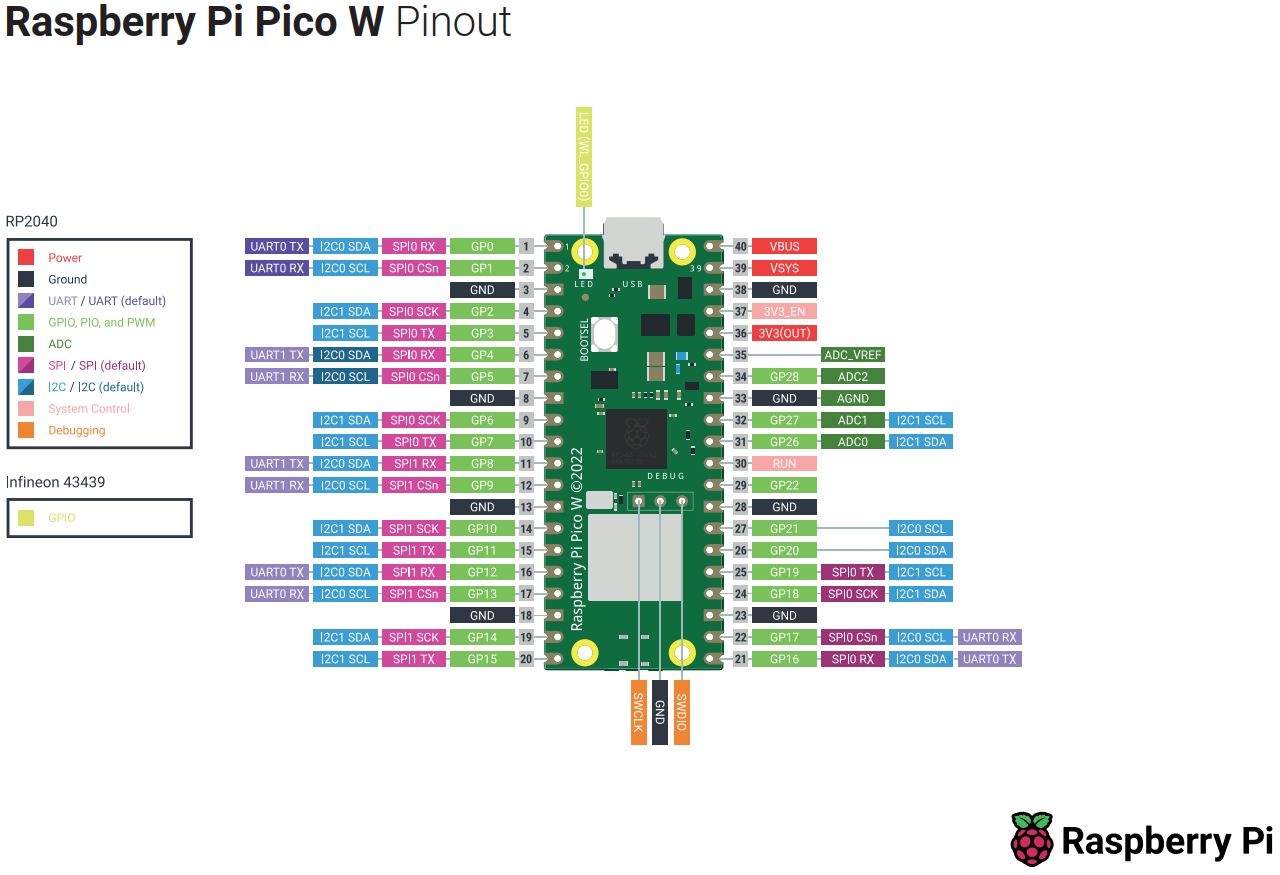 Raspberry Pi Pico W Pinout
LED (WL_GPIO0)
RP2040
Power
Ground
UART / UART (default)
GPIO, PIO, and PWM
ADC
SPI / SPI (default)
I2C / I2C (default)
System Control
Debugging
Infineon 43439
GPIO
UART0 TX I2C0 SDA SPI0 RX GP0 1
UART0 RX I2C0 SCL SPI0 CSn GP1 2
GND 3
I2C1 SDA SPI0 SCK GP2 4
I2C1 SCL SPI0 TX GP3 5
UART1 TX I2C0 SDA SPI0 RX GP4 6
UART1 RX I2C0 SCL SPI0 CSn GP5 7
GND 8
I2C1 SDA SPI0 SCK GP6 9
I2C1 SCL SPI0 TX GP7 10
UART1 TX I2C0 SDA SPI1 RX GP8 11
UART1 RX I2C0 SCL SPI1 CSn GP9 12
GND 13
I2C1 SDA SPI1 SCK GP10 14
I2C1 SCL SPI1 TX GP11 15
UART0 TX I2C0 SDA SPI1 RX GP12 16
UART0 RX I2C0 SCL SPI1 CSn GP13 17
GND 18
I2C1 SDA SPI1 SCK GP14 19
I2C1 SCL SPI1 TX GP15 20
1
2
39
LED
USB
BOOTSEL
DEBUG
Raspberry Pi Pico W ©2022
40 VBUS
39 VSYS
38 GND
37 3V3_EN
36 3V3(OUT)
35 ADC_VREF
34 GP28 ADC2
33 GND AGND
32 GP27 ADC1 I2C1 SCL
31 GP26 ADC0 I2C1 SDA
30 RUN
29 GP22
28 GND
27 GP21 I2C0 SCL
26 GP20 I2C0 SDA
25 GP19 SPI0 TX I2C1 SCL
24 GP18 SPI0 SCK I2C1 SDA
23 GND
22 GP17 SPI0 CSn I2C0 SCL UART0 RX
21 GP16 SPI0 RX I2C0 SDA UART0 TX
SWCLK
GND
SWDIO
Raspberry Pi